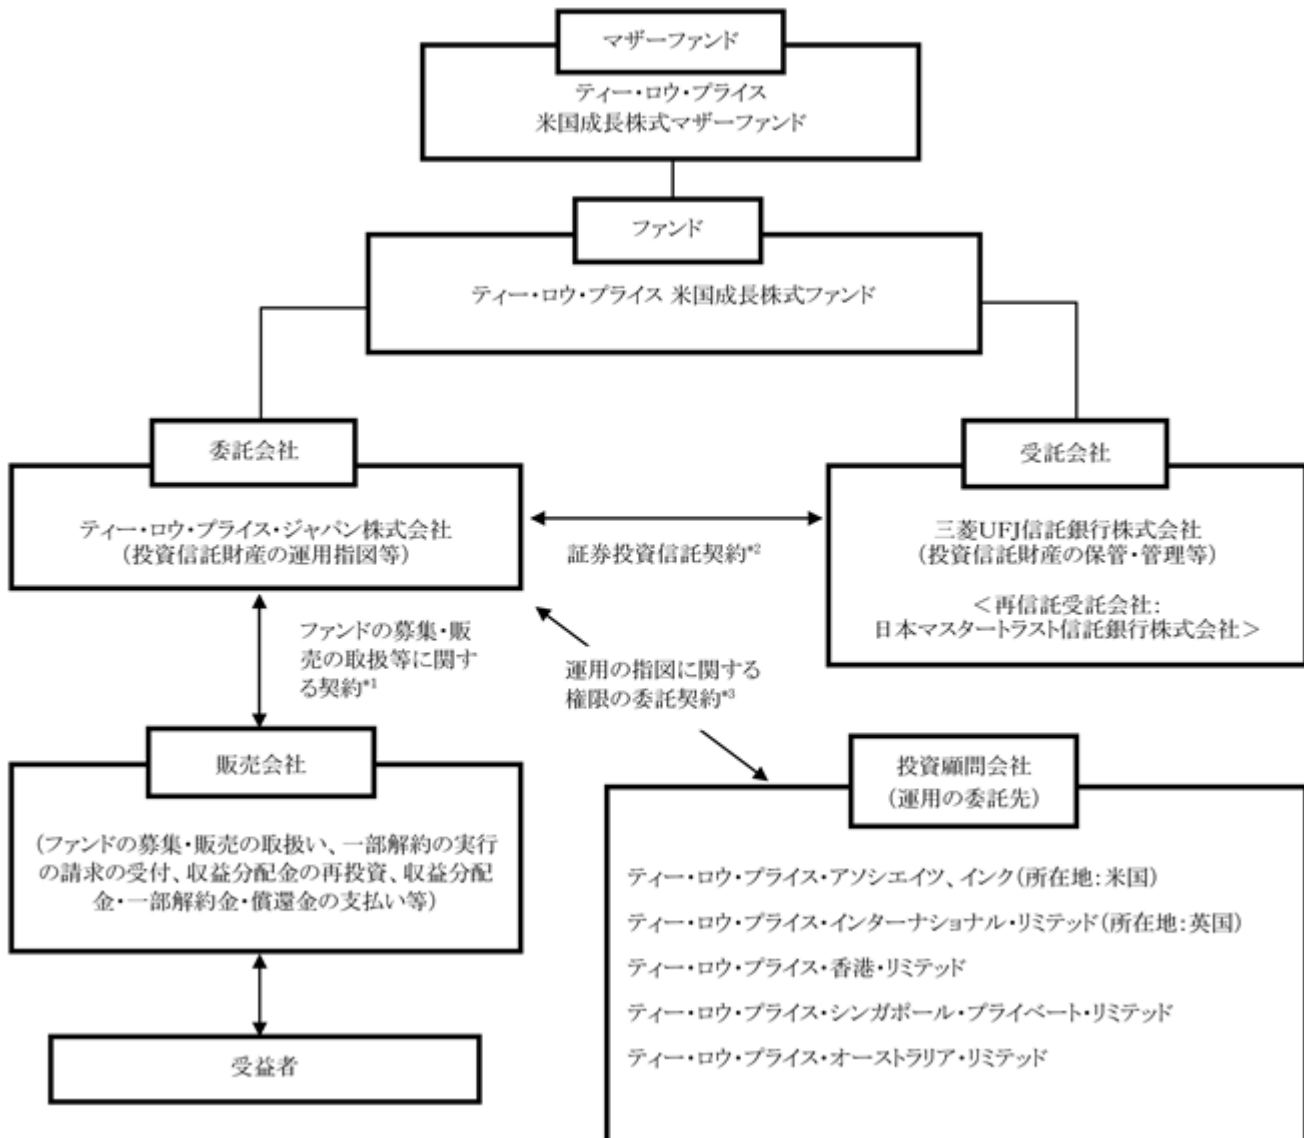 マザーファンド
ティー・ロウ・プライス
米国成長株式マザーファンド
ファンド
ティー・ロウ・プライス 米国成長株式ファンド
委託会社
ティー・ロウ・プライス・ジャパン株式会社
(投資信託財産の運用指図等)
証券投資信託契約*2
受託会社
三菱UFJ信託銀行株式会社
(投資信託財産の保管・管理等)
<再信託受託会社:
日本マスタートラスト信託銀行株式会社>
ファンドの募集・販
売の取扱等に関す
る契約*1
運用の指図に関する
権限の委託契約*3
販売会社
(ファンドの募集・販売の取扱い、一部解約の実行
の請求の受付、収益分配金の再投資、収益分配
金・一部解約金・償還金の支払い等)
受益者
投資顧問会社
(運用の委託先)
ティー・ロウ・プライス・アソシエイツ、インク(所在地:米国)
ティー・ロウ・プライス・インターナショナル・リミテッド(所在地:英国)
ティー・ロウ・プライス・香港・リミテッド
ティー・ロウ・プライス・シンガポール・プライベート・リミテッド
ティー・ロウ・プライス・オーストラリア・リミテッド